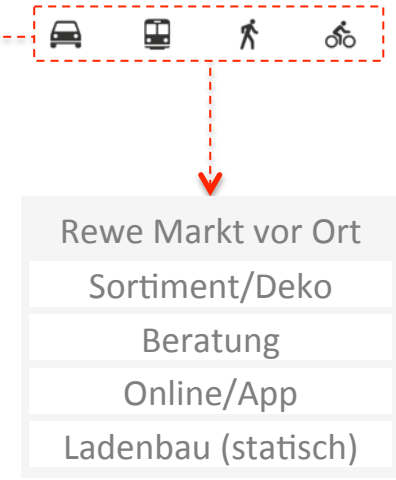 Rewe Markt vor Ort
Sortiment/Deko
Beratung
Online/App
Ladenbau (statisch)